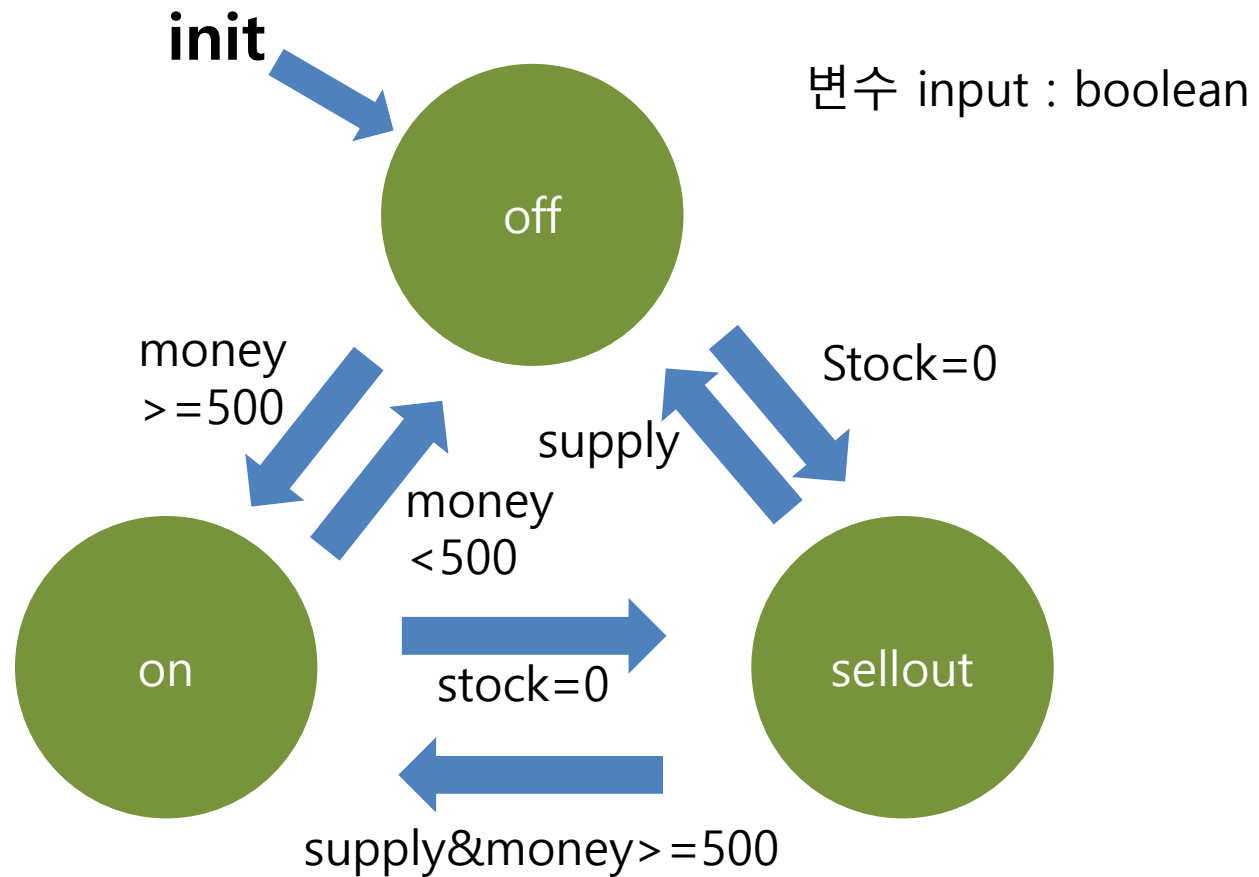 init
변수 input : boolean
off
money
>=500
Stock=0
supply
money
<500
on
stock=0
sellout
supply&money>=500